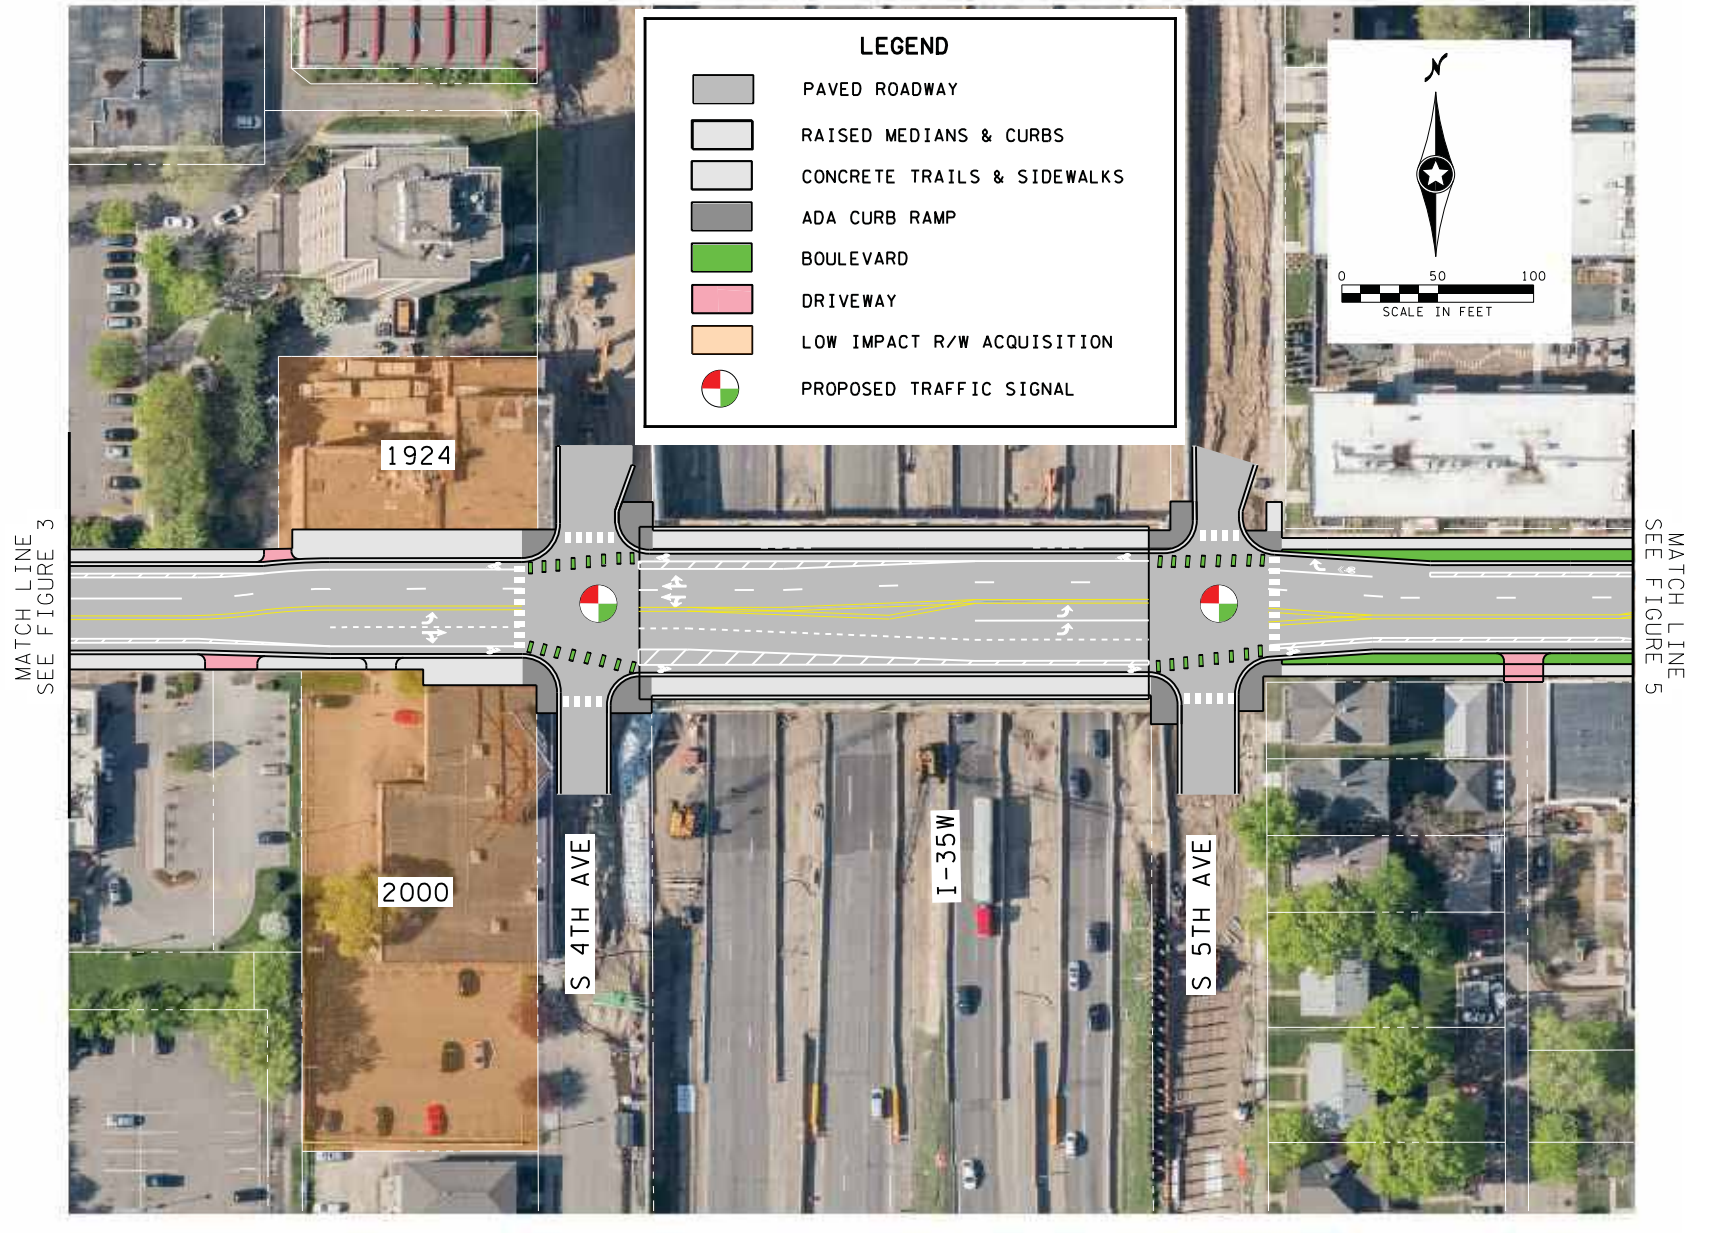 LEGEND
PAVED ROADWAY
RAISED MEDIANS & CURBS
CONCRETE TRAILS & SIDEWALKS
ADA CURB RAMP
BOULEVARD
DRIVEWAY
LOW IMPACT R/W ACQUISITION
PROPOSED TRAFFIC SIGNAL
N
0 50 100
SCALE IN FEET
1924
MATCH LINE
SEE FIGURE 3
MATCH LINE
SEE FIGURE 5
2000
S 4TH AVE
I-35W
S 5TH AVE